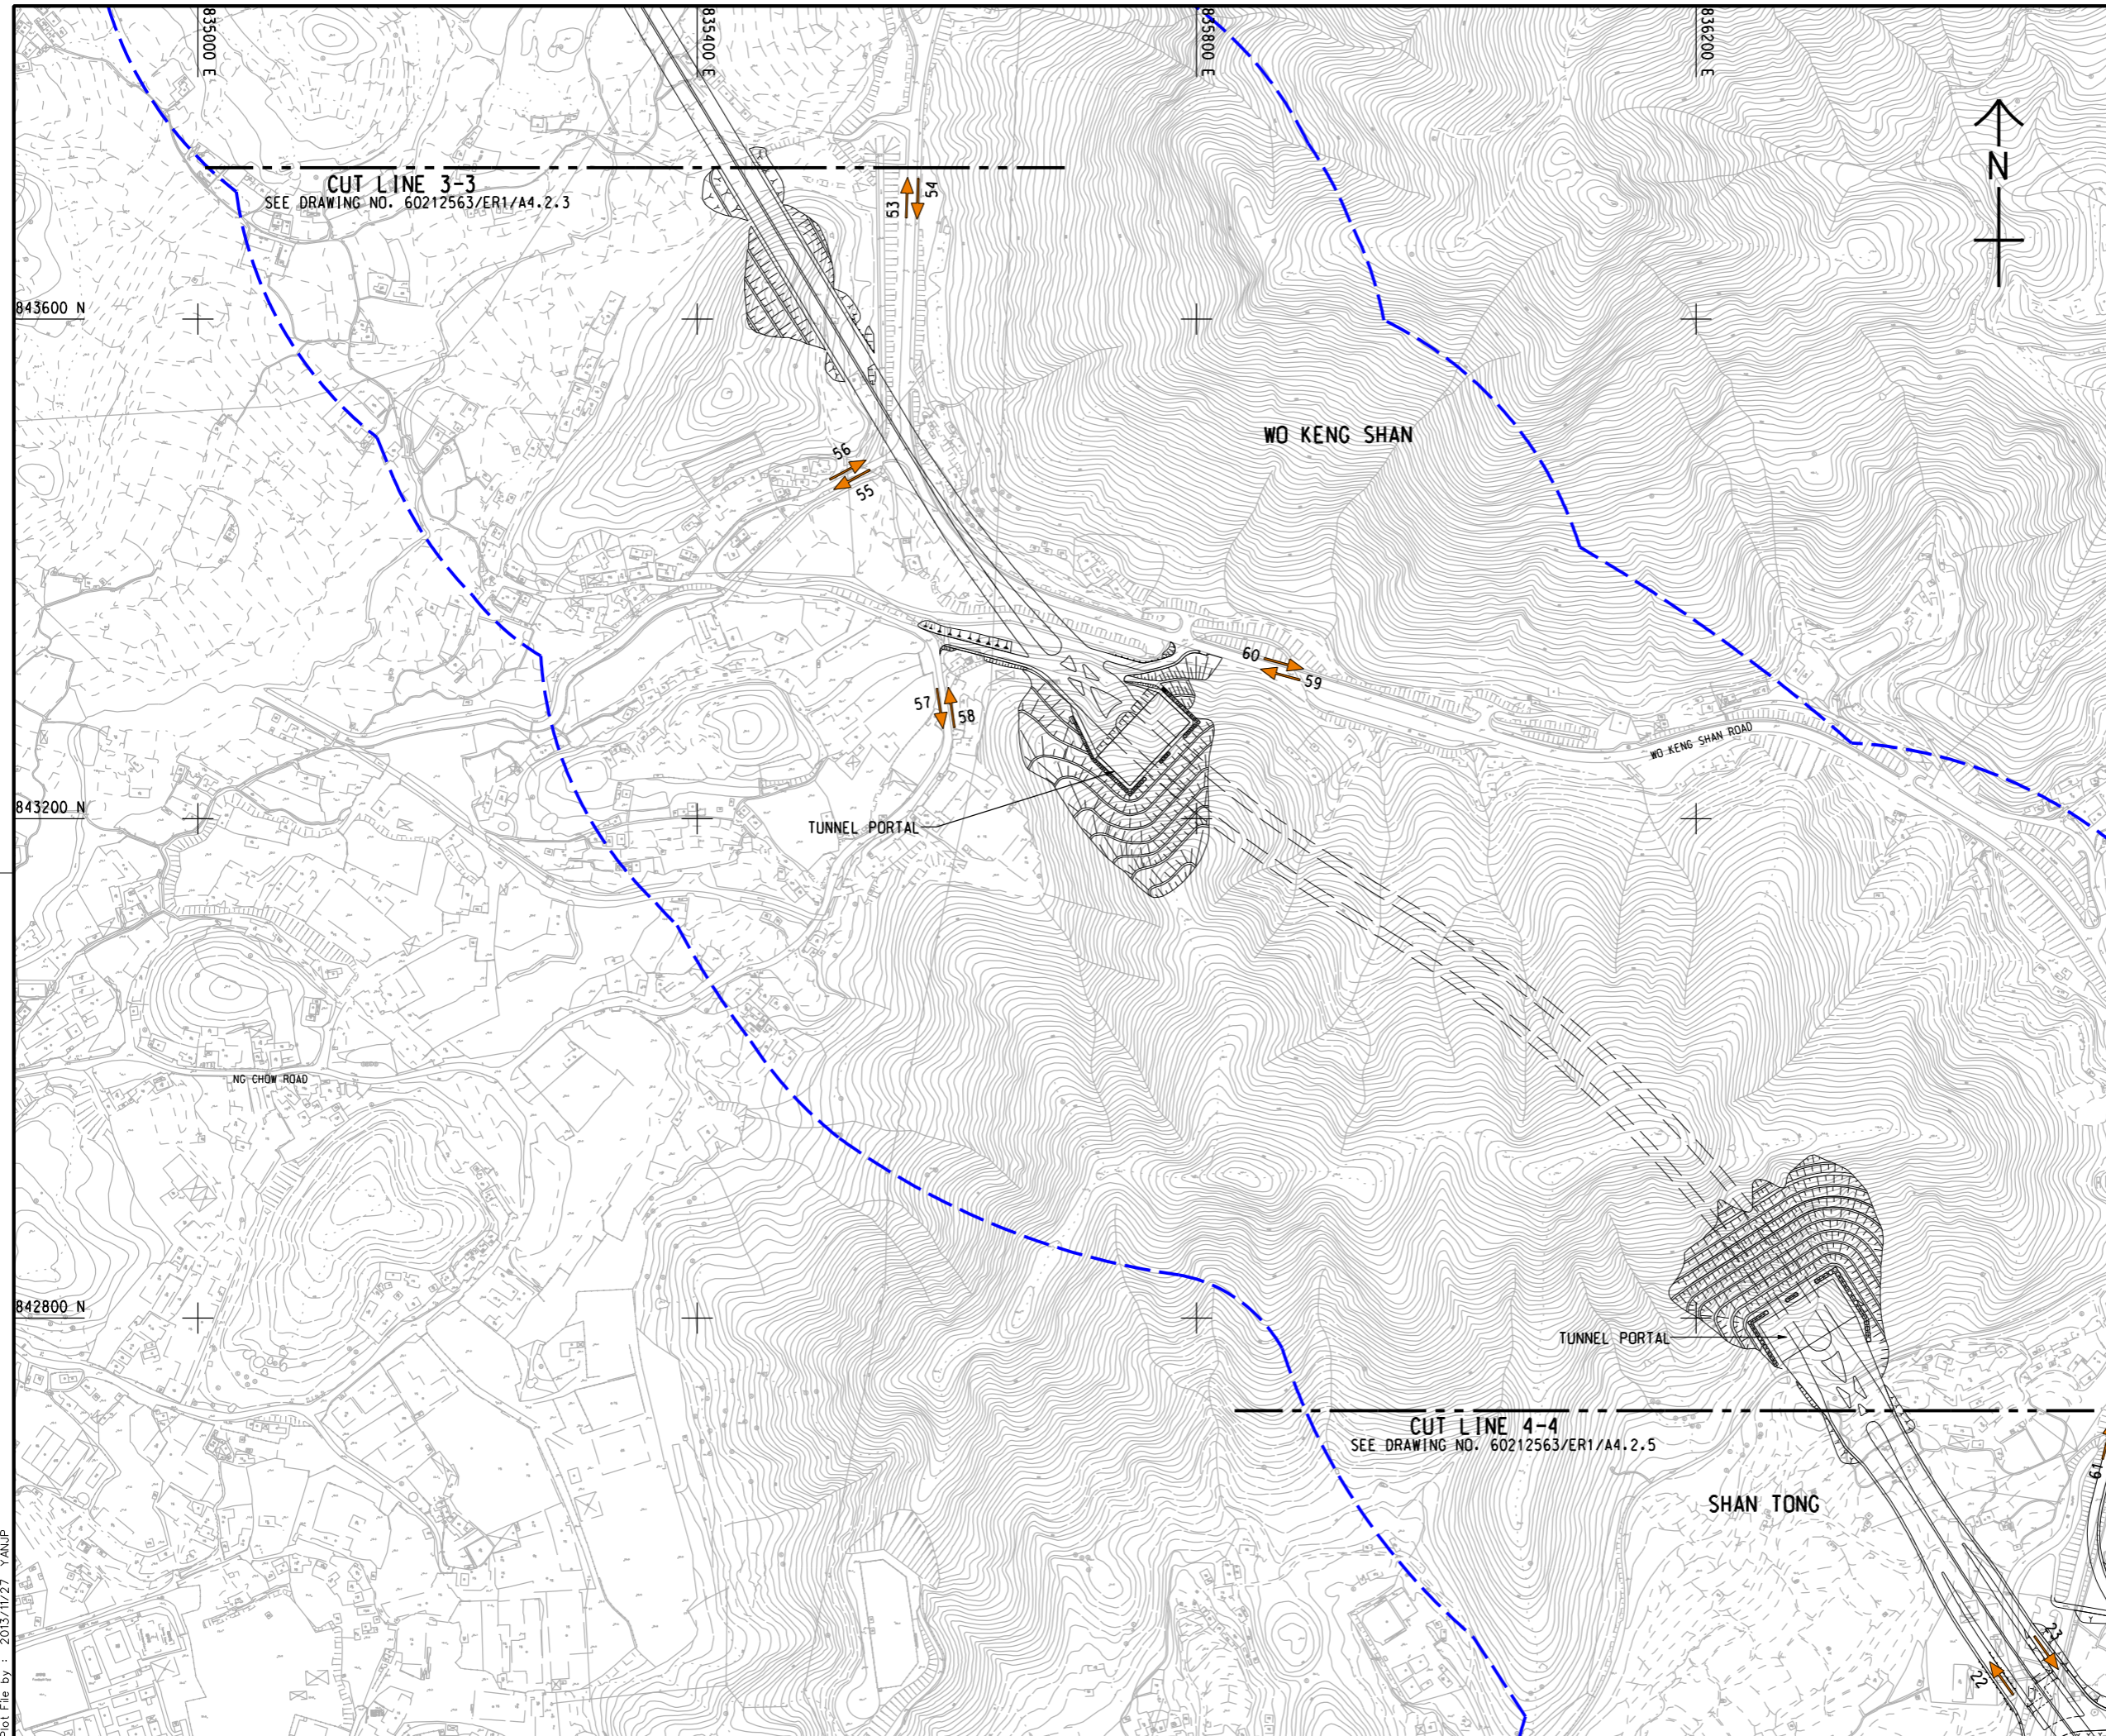 835000 E
835400 E
835800 E
836200 E
N
CUT LINE 3-3
SEE DRAWING NO. 60212563/ER1/A4.2.3
53
54
843600 N
WO KENG SHAN
56
55
60
59
57
58
WO KENG SHAN ROAD
843200 N
TUNNEL PORTAL
NG CHOW ROAD
842800 N
TUNNEL PORTAL
CUT LINE 4-4
SEE DRAWING NO. 60212563/ER1/A4.2.5
61
SHAN TONG
23
22
Plot File by : 2013/11/27 YANJP